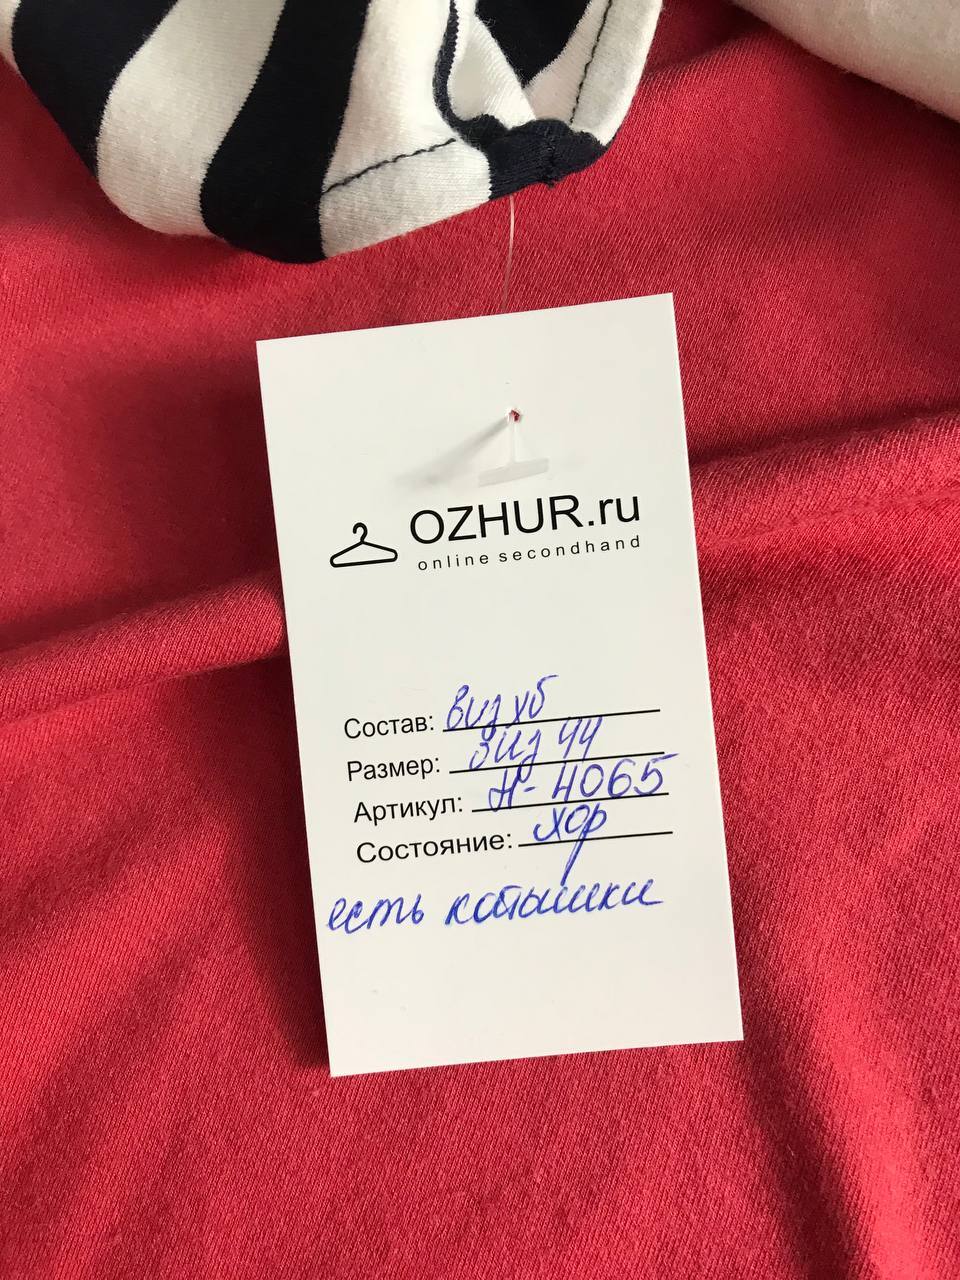 OZHUR.ru
online secondhand
Состав: виз хб
Размер: виз 44
Артикул: Н-4065
Состояние: хор
есть катышки